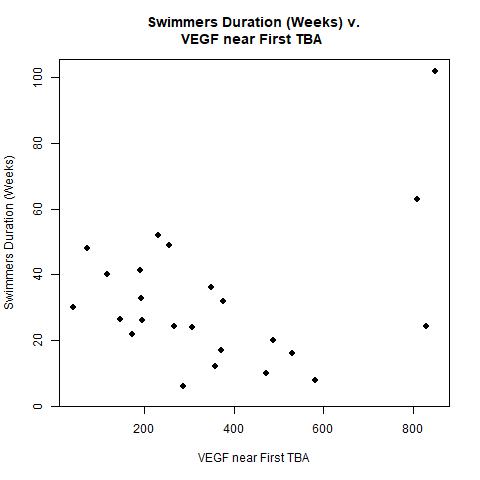 Swimmers Duration (Weeks) v.
VEGF near First TBA
Swimmers Duration (Weeks)
100
80
60
40
20
0
200 400 600 800
VEGF near First TBA